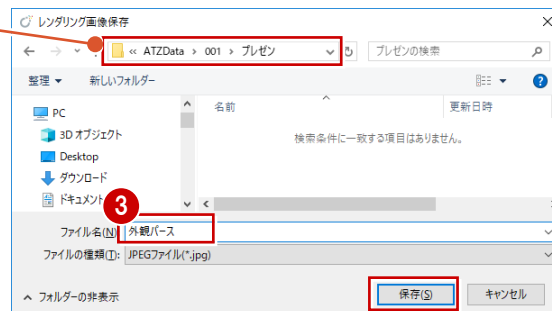 レンダリング画像保存
« ATZData › 001 › プレゼン
プレゼンの検索
整理 ▼ 新しいフォルダー
PC
名前
更新日時
検索条件に一致する項目はありません。
3D オブジェクト
Desktop
ダウンロード
ドキュメント
3
ファイル名(N): 外観パース
ファイルの種類(T): JPEGファイル(*.jpg)
フォルダーの非表示
保存(S)
キャンセル